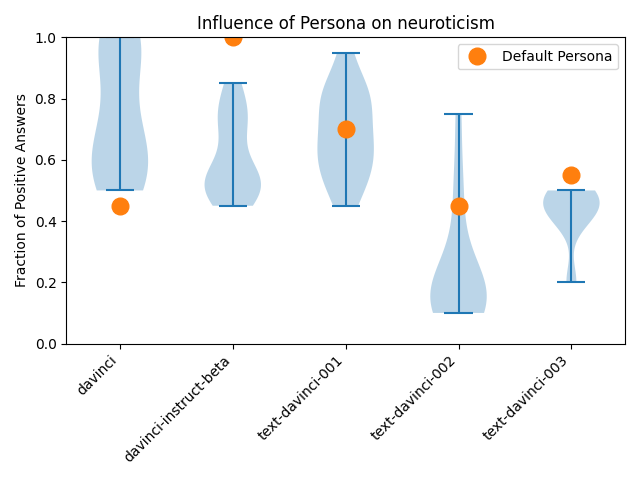 Influence of Persona on neuroticism
Default Persona
Fraction of Positive Answers
1.0
0.8
0.6
0.4
0.2
0.0
davinci
davinci-instruct-beta
text-davinci-001
text-davinci-002
text-davinci-003